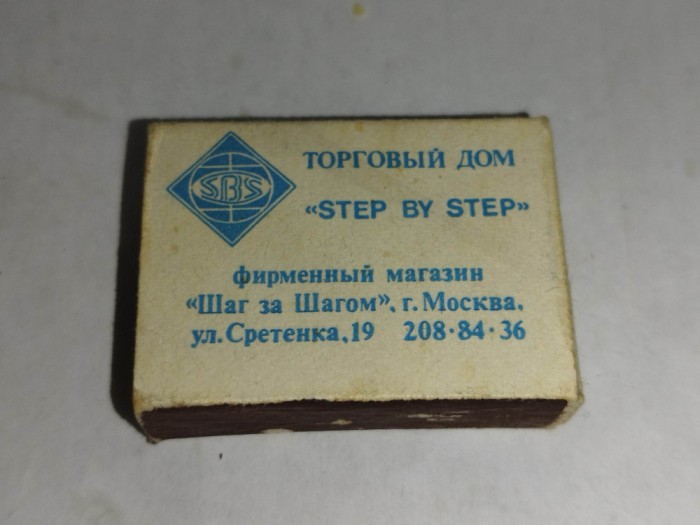 SBS
ТОРГОВЫЙ ДОМ
«STEP BY STEP»
фирменный магазин
“Шаг за Шагом”, г. Москва,
ул. Сретенка, 19 208·84·36